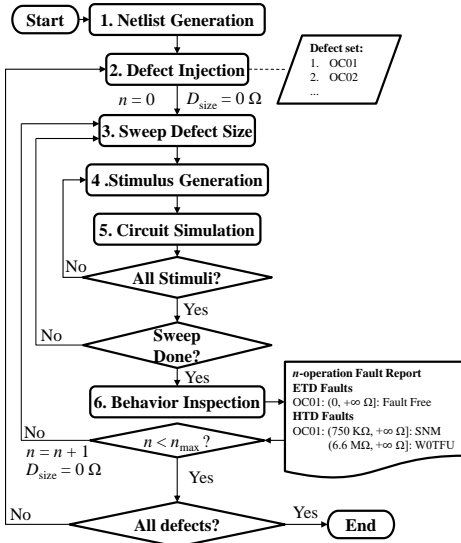 Start
1. Netlist Generation
2. Defect Injection
Defect set:
1. OC01
2. OC02
...
n = 0
D_size = 0 Ω
3. Sweep Defect Size
4 .Stimulus Generation
5. Circuit Simulation
No
All Stimuli?
Yes
No
Sweep
Done?
Yes
6. Behavior Inspection
n-operation Fault Report
ETD Faults
OC01: (0, +∞ Ω]: Fault Free
HTD Faults
OC01: (750 KΩ, +∞ Ω]: SNM
(6.6 MΩ, +∞ Ω]: W0TFU
No
n < n_max ?
n = n + 1
D_size = 0 Ω
Yes
No
All defects?
Yes
End